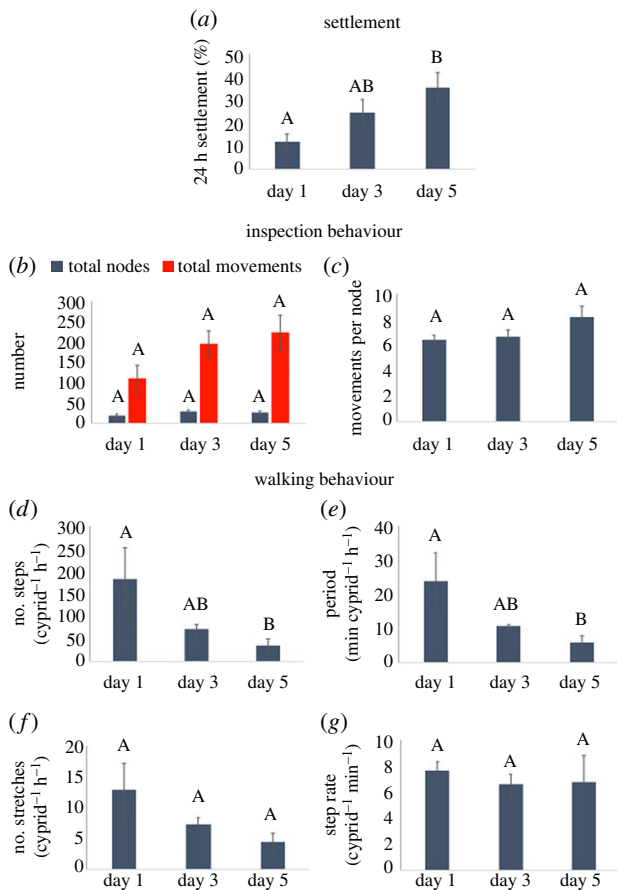 (a) settlement
24 h settlement (%)
50
40
30
20
10
0
A
AB
B
day 1 day 3 day 5
inspection behaviour
(b) total nodes total movements
number
300
250
200
150
100
50
0
A A A A A A
day 1 day 3 day 5
(c)
movements per node
10
8
6
4
2
0
A A A
day 1 day 3 day 5
walking behaviour
(d)
no. steps
(cyprid⁻¹ h⁻¹)
300
250
200
150
100
50
0
A AB B
day 1 day 3 day 5
(e)
period
(min cyprid⁻¹ h⁻¹)
40
30
20
10
0
A AB B
day 1 day 3 day 5
(f)
no. stretches
(cyprid⁻¹ h⁻¹)
20
15
10
5
0
A A A
day 1 day 3 day 5
(g)
step rate
(cyprid⁻¹ min⁻¹)
10
8
6
4
2
0
A A A
day 1 day 3 day 5